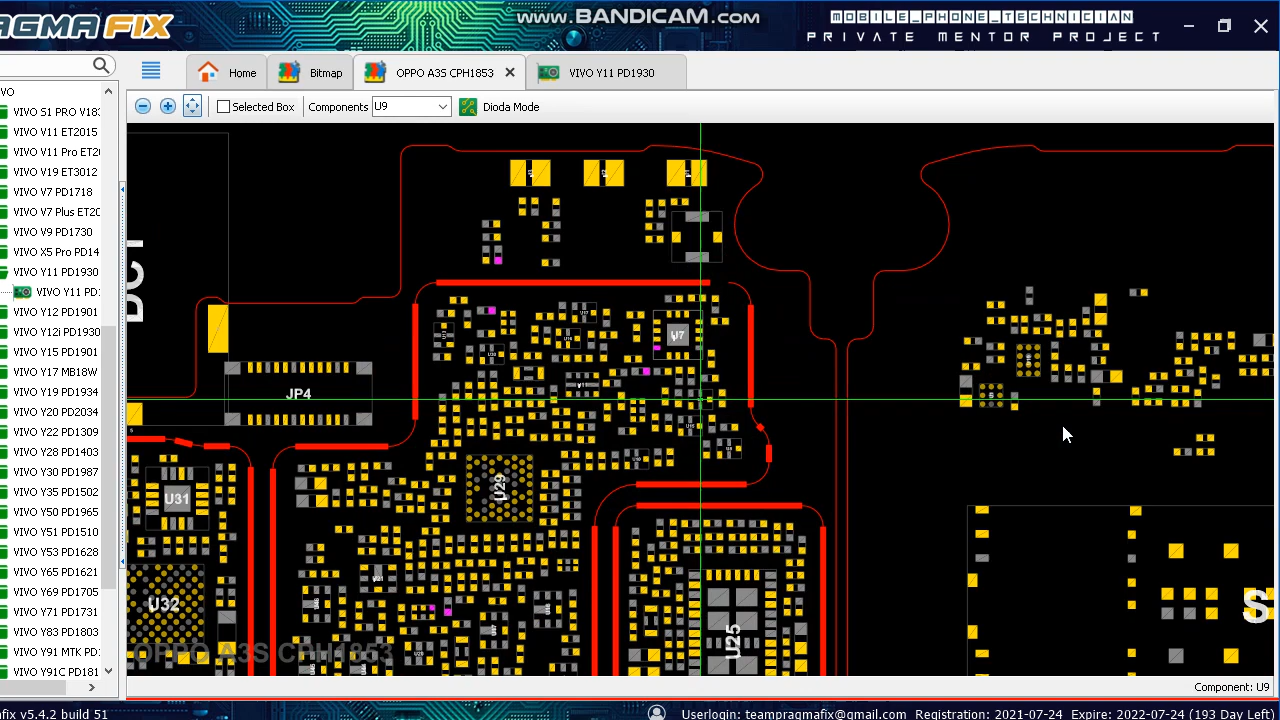 www.BANDICAM.com
AGMA FIX
MOBILE_PHONE_TECHNICIAN
PRIVATE MENTOR PROJECT
Home
Bitmap
OPPO A3S CPH1853
VIVO Y11 PD1930
Selected Box
Components
U9
Dioda Mode
VO
VIVO S1 PRO V183
VIVO V11 ET2015
VIVO V11 Pro ET20
VIVO V19 ET3012
VIVO V7 PD1718
VIVO V7 Plus ET20
VIVO V9 PD1730
VIVO X5 Pro PD14
VIVO Y11 PD1930
VIVO Y11 PD1
VIVO Y12 PD1901
VIVO Y12i PD1930
VIVO Y15 PD1901
VIVO Y17 MB18W
VIVO Y19 PD1934
VIVO Y20 PD2034
VIVO Y22 PD1309
VIVO Y28 PD1403
VIVO Y30 PD1987
VIVO Y35 PD1502
VIVO Y50 PD1965
VIVO Y51 PD1510
VIVO Y53 PD1628
VIVO Y65 PD1621
VIVO Y69 PD1705
VIVO Y71 PD1731
VIVO Y83 PD1803
VIVO Y91 MTK PD1
VIVO Y91C PD181
JP4
U7
U29
U31
U32
U25
S
OPPO A3S CPH1853
Component: U9
afix v5.4.2 build 51
Userlogin: teampragmafix@gmail.com Registration: 2021-07-24 Expire: 2022-07-24 (193 Day Left)